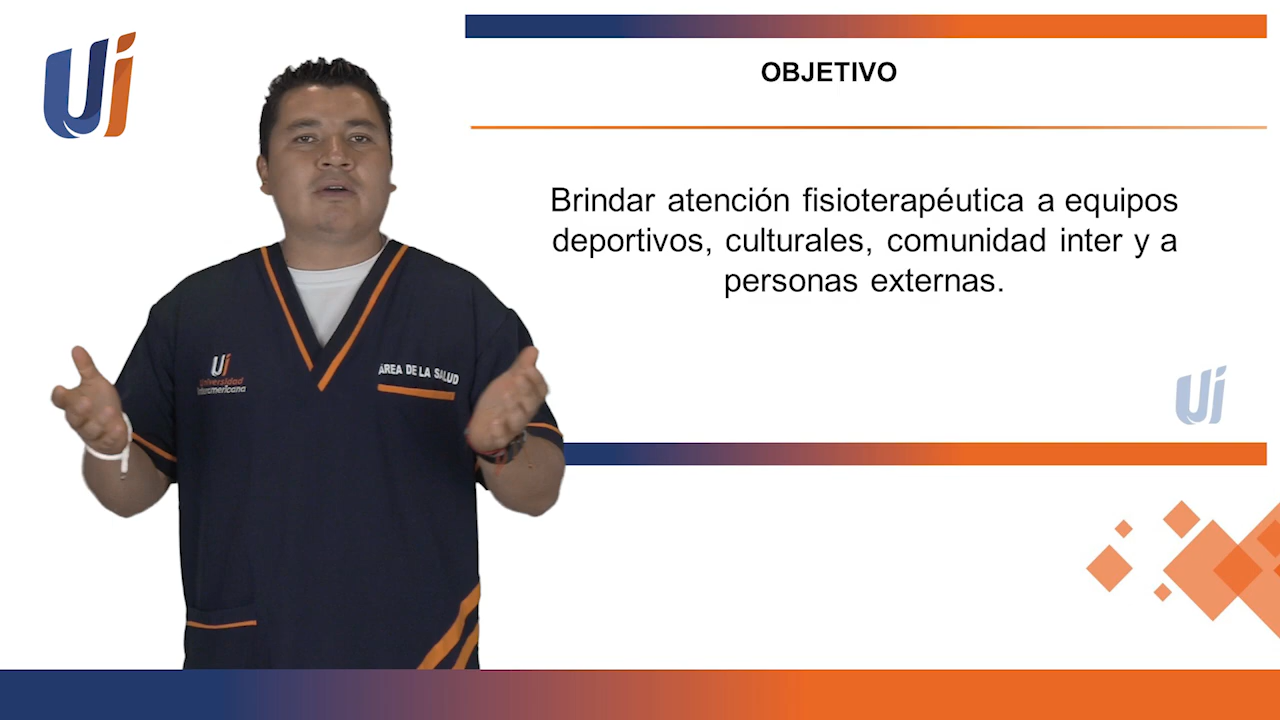 Ui
OBJETIVO
Brindar atención fisioterapéutica a equipos
deportivos, culturales, comunidad inter y a
personas externas.
Ui
Universidad
Interamericana
ÁREA DE LA SALUD
Ui